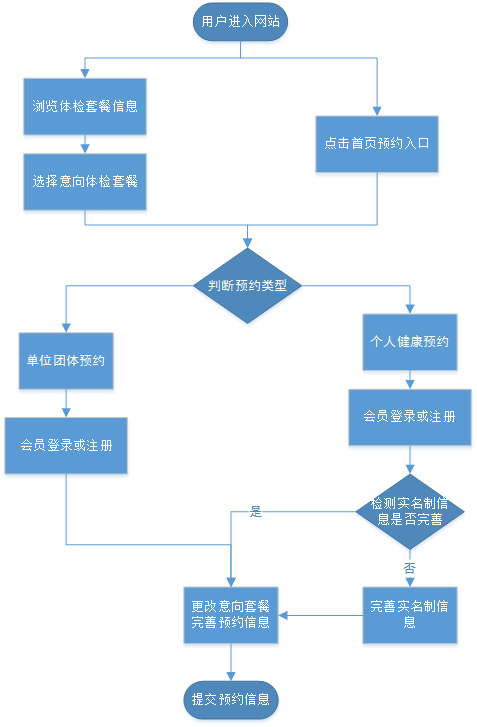 用户进入网站
浏览体检套餐信息
点击首页预约入口
选择意向体检套餐
判断预约类型
单位团体预约
个人健康预约
会员登录或注册
会员登录或注册
检测实名制信
息是否完善
是
否
更改意向套餐
完善预约信息
完善实名制信
息
提交预约信息